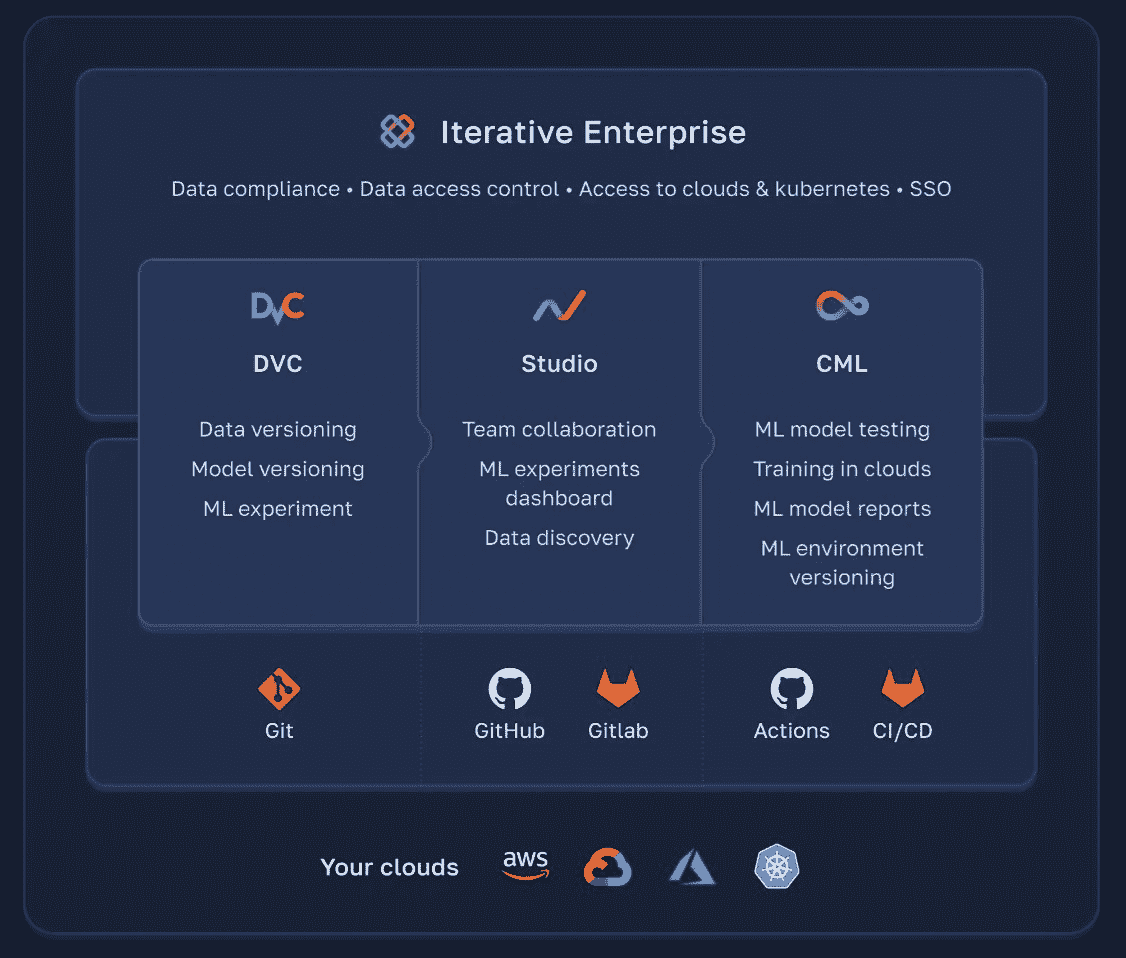 Iterative Enterprise
Data compliance • Data access control • Access to clouds & kubernetes • SSO
DVC
DVC
Data versioning
Model versioning
ML experiment
Studio
Team collaboration
ML experiments
dashboard
Data discovery
CML
ML model testing
Training in clouds
ML model reports
ML environment
versioning
Git
GitHub
Gitlab
Actions
CI/CD
Your clouds
aws